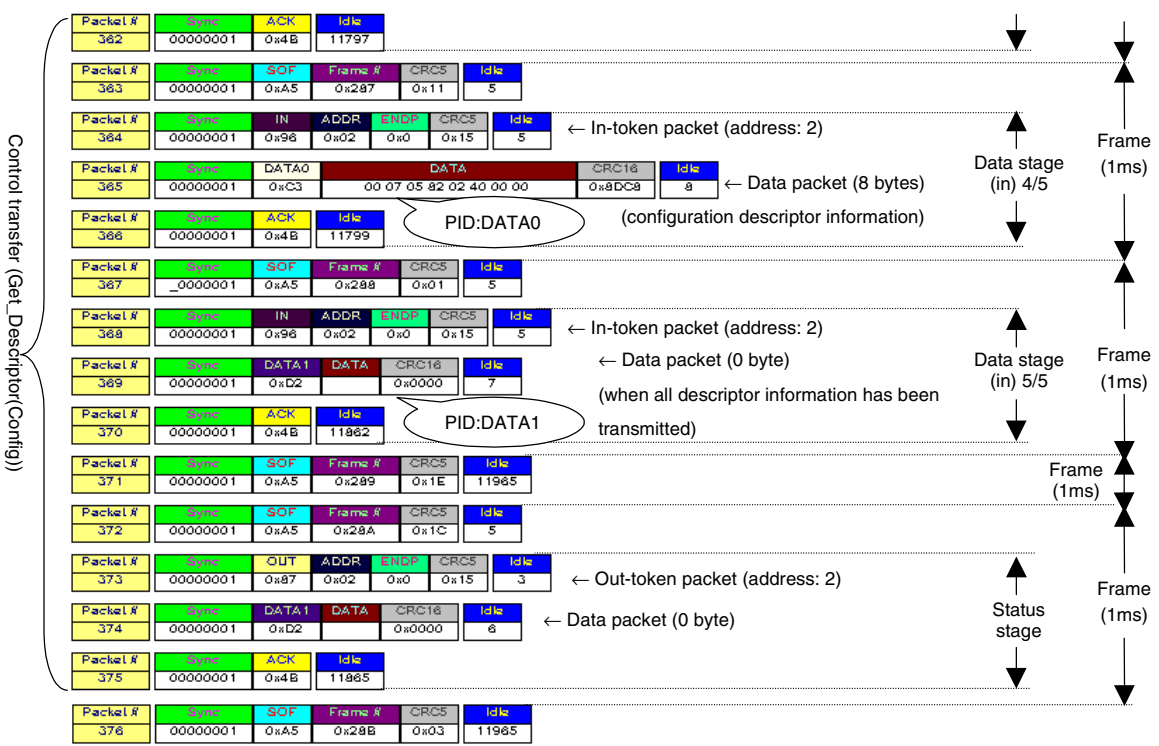 Control transfer (Get_Descriptor(Config))
Packet # Sync ACK Idle
362 00000001 0x4B 11797
Packet # Sync SOF Frame # CRC5 Idle
363 00000001 0xA5 0x287 0x11 5
Packet # Sync IN ADDR ENDP CRC5 Idle
364 00000001 0x96 0x02 0x0 0x15 5
← In-token packet (address: 2)
Packet # Sync DATA0 DATA CRC16 Idle
365 00000001 0xC3 00 07 05 82 02 40 00 00 0x8DC8 8
← Data packet (8 bytes)
(configuration descriptor information)
PID:DATA0
Packet # Sync ACK Idle
366 00000001 0x4B 11799
Data stage
(in) 4/5
Frame
(1ms)
Packet # Sync SOF Frame # CRC5 Idle
367 _0000001 0xA5 0x288 0x01 5
Packet # Sync IN ADDR ENDP CRC5 Idle
368 00000001 0x96 0x02 0x0 0x15 5
← In-token packet (address: 2)
Packet # Sync DATA1 DATA CRC16 Idle
369 00000001 0xD2 0x0000 7
← Data packet (0 byte)
(when all descriptor information has been
transmitted)
PID:DATA1
Packet # Sync ACK Idle
370 00000001 0x4B 11862
Data stage
(in) 5/5
Frame
(1ms)
Packet # Sync SOF Frame # CRC5 Idle
371 00000001 0xA5 0x289 0x1E 11965
Frame
(1ms)
Packet # Sync SOF Frame # CRC5 Idle
372 00000001 0xA5 0x28A 0x1C 5
Packet # Sync OUT ADDR ENDP CRC5 Idle
373 00000001 0x87 0x02 0x0 0x15 3
← Out-token packet (address: 2)
Packet # Sync DATA1 DATA CRC16 Idle
374 00000001 0xD2 0x0000 6
← Data packet (0 byte)
Packet # Sync ACK Idle
375 00000001 0x4B 11865
Status
stage
Frame
(1ms)
Packet # Sync SOF Frame # CRC5 Idle
376 00000001 0xA5 0x28B 0x03 11965